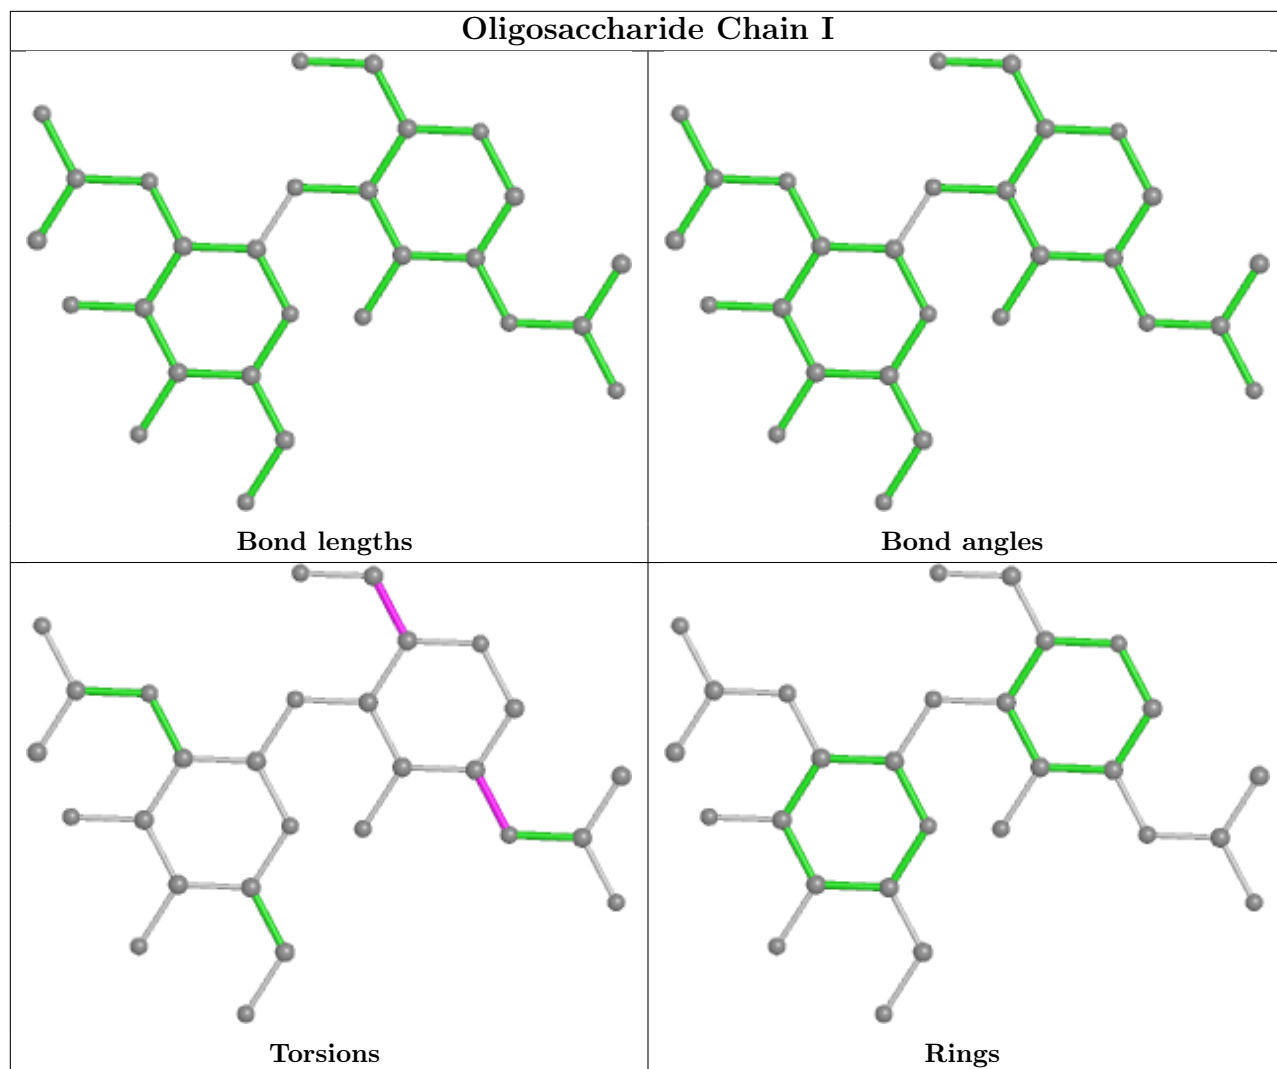 Oligosaccharide Chain I
Bond lengths
Bond angles
Torsions
Rings